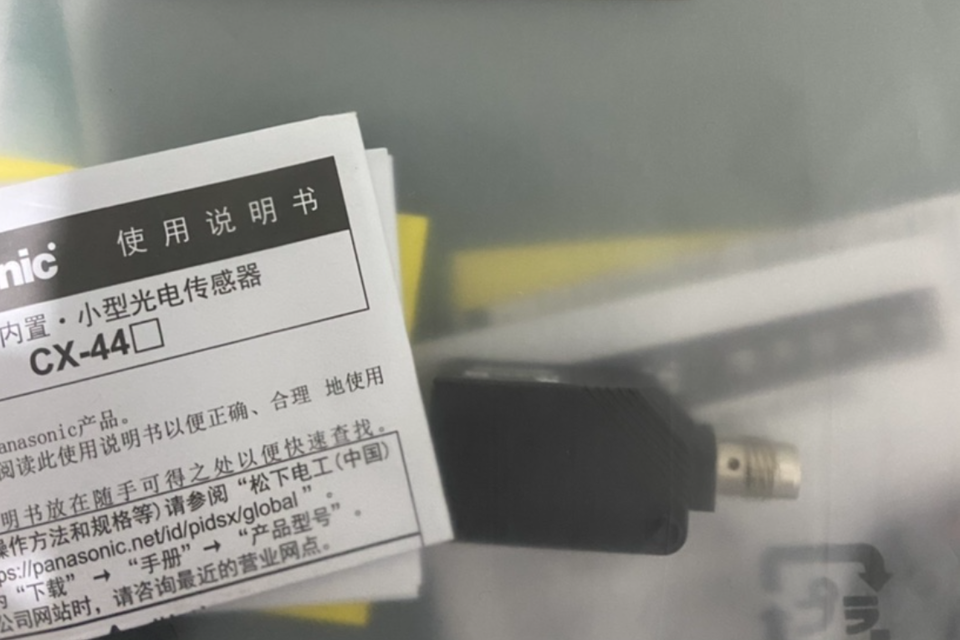 nic 使用说明书
内置·小型光电传感器
CX-44□
anasonic产品。
阅读此使用说明书以便正确、合理 地使用
明书放在随手可得之处以便快速查找。
操作方法和规格等)请参阅“松下电工(中国)
ps://panasonic.net/id/pidsx/global”。
“下载” → “手册” → “产品型号”。
公司网站时，请咨询最近的营业网点。
プラ